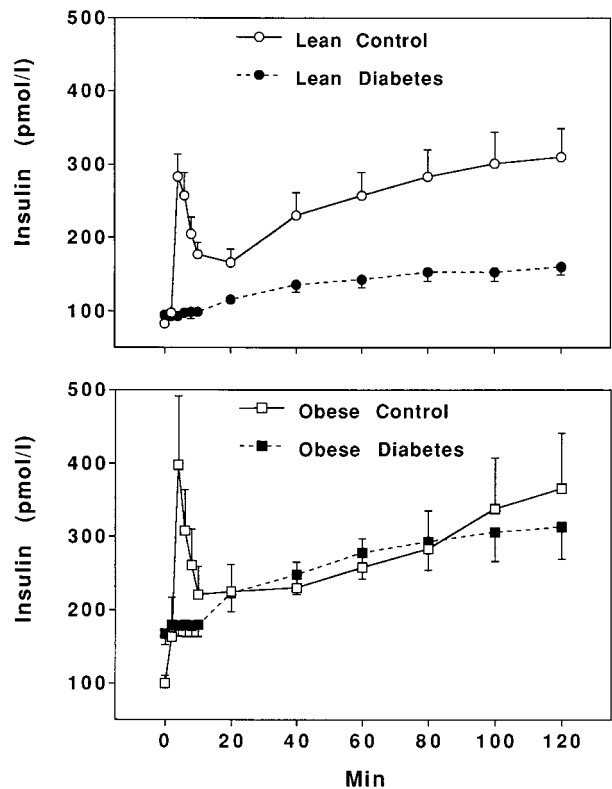 500
Lean Control
Lean Diabetes
400
300
200
100
Insulin (pmol/l)
500
Obese Control
Obese Diabetes
400
300
200
100
Insulin (pmol/l)
0 20 40 60 80 100 120
Min